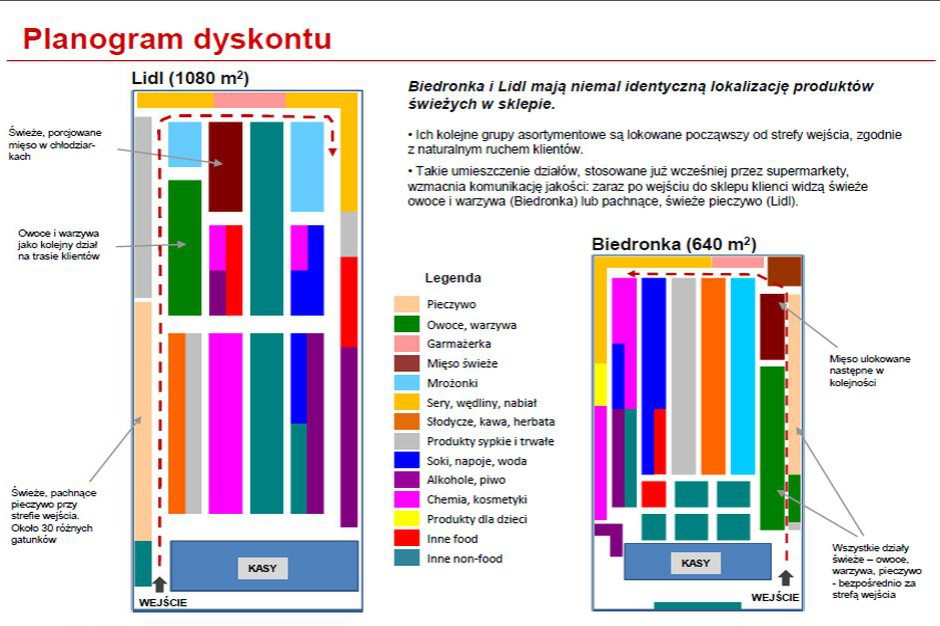 Planogram dyskontu
Lidl (1080 m²)
Biedronka i Lidl mają niemal identyczną lokalizację produktów
świeżych w sklepie.
• Ich kolejne grupy asortymentowe są lokowane począwszy od strefy wejścia, zgodnie
z naturalnym ruchem klientów.
• Takie umieszczenie działów, stosowane już wcześniej przez supermarkety,
wzmacnia komunikację jakości: zaraz po wejściu do sklepu klienci widzą świeże
owoce i warzywa (Biedronka) lub pachnące, świeże pieczywo (Lidl).
Świeże, porcjowane
mięso w chłodziar-
kach
Owoce i warzywa
jako kolejny dział
na trasie klientów
Świeże, pachnące
pieczywo przy
strefie wejścia.
Około 30 różnych
gatunków
KASY
WEJŚCIE
Legenda
Pieczywo
Owoce, warzywa
Garmażerka
Mięso świeże
Mrożonki
Sery, wędliny, nabiał
Słodycze, kawa, herbata
Produkty sypkie i trwałe
Soki, napoje, woda
Alkohole, piwo
Chemia, kosmetyki
Produkty dla dzieci
Inne food
Inne non-food
Biedronka (640 m²)
Mięso ulokowane
następne w
kolejności
Wszystkie działy
świeże – owoce,
warzywa, pieczywo
- bezpośrednio za
strefą wejścia
KASY
WEJŚCIE